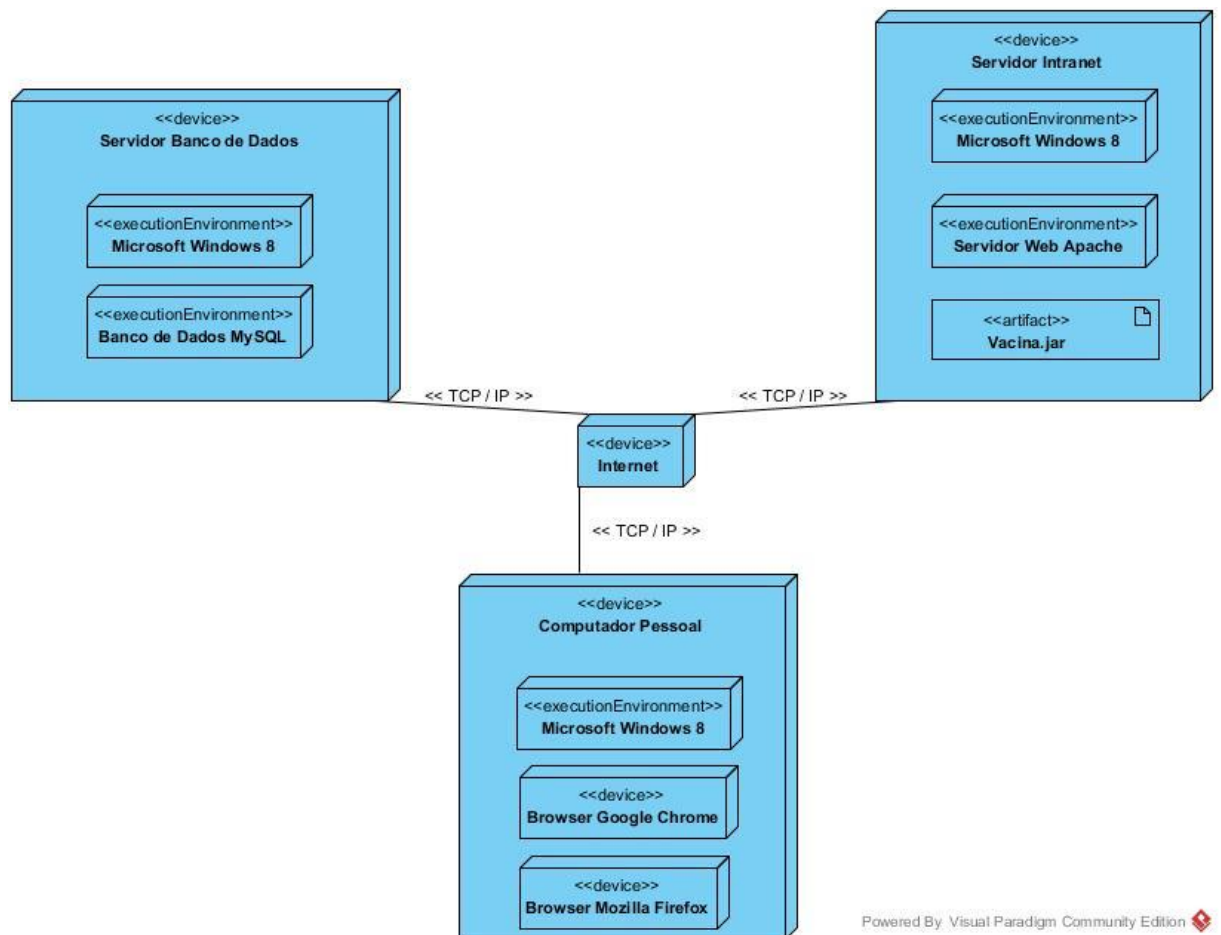 <<device>>
Servidor Banco de Dados
<<executionEnvironment>>
Microsoft Windows 8
<<executionEnvironment>>
Banco de Dados MySQL
<<device>>
Servidor Intranet
<<executionEnvironment>>
Microsoft Windows 8
<<executionEnvironment>>
Servidor Web Apache
<<artifact>>
Vacina.jar
<< TCP / IP >>
<< TCP / IP >>
<<device>>
Internet
<< TCP / IP >>
<<device>>
Computador Pessoal
<<executionEnvironment>>
Microsoft Windows 8
<<device>>
Browser Google Chrome
<<device>>
Browser Mozilla Firefox
Powered By Visual Paradigm Community Edition